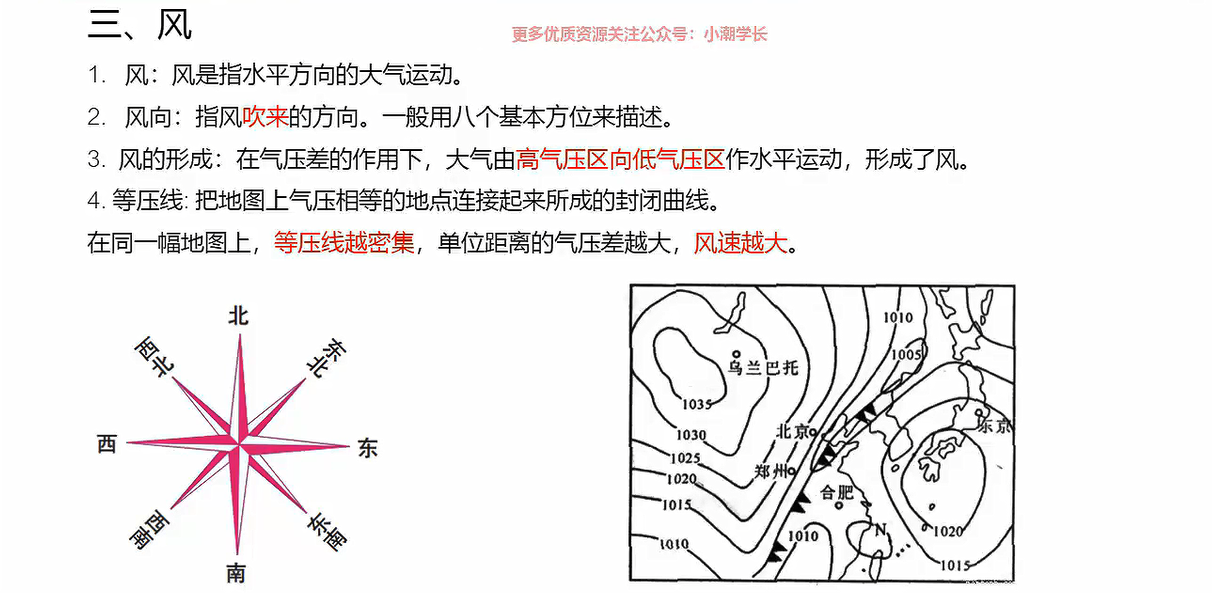 三、风
更多优质资源关注公众号：小潮学长
1. 风：风是指水平方向的大气运动。
2. 风向：指风吹来的方向。一般用八个基本方位来描述。
3. 风的形成：在气压差的作用下，大气由高气压区向低气压区作水平运动，形成了风。
4. 等压线: 把地图上气压相等的地点连接起来所成的封闭曲线。
在同一幅地图上，等压线越密集，单位距离的气压差越大，风速越大。
北
西北
东北
西
东
西南
东南
南
1010
1005
乌兰巴托
1035
1030
北京
东京
1025
郑州
1020
合肥
1015
N
1010
1010
1020
1015